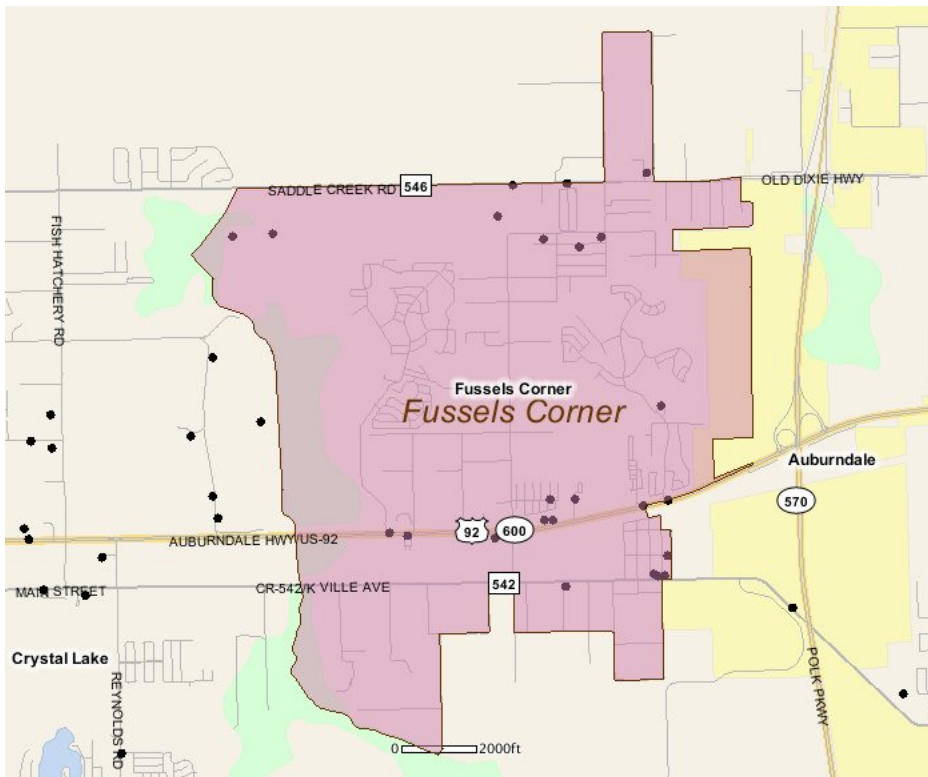 546
SADDLE CREEK RD
OLD DIXIE HWY
FISH HATCHERY RD
Fussels Corner
Fussels Corner
Auburndale
570
92
600
AUBURNDALE HWY/US-92
MAIN STREET
CR-542/K VILLE AVE
542
Crystal Lake
REYNOLDS RD
POLK PKWY
0 2000ft